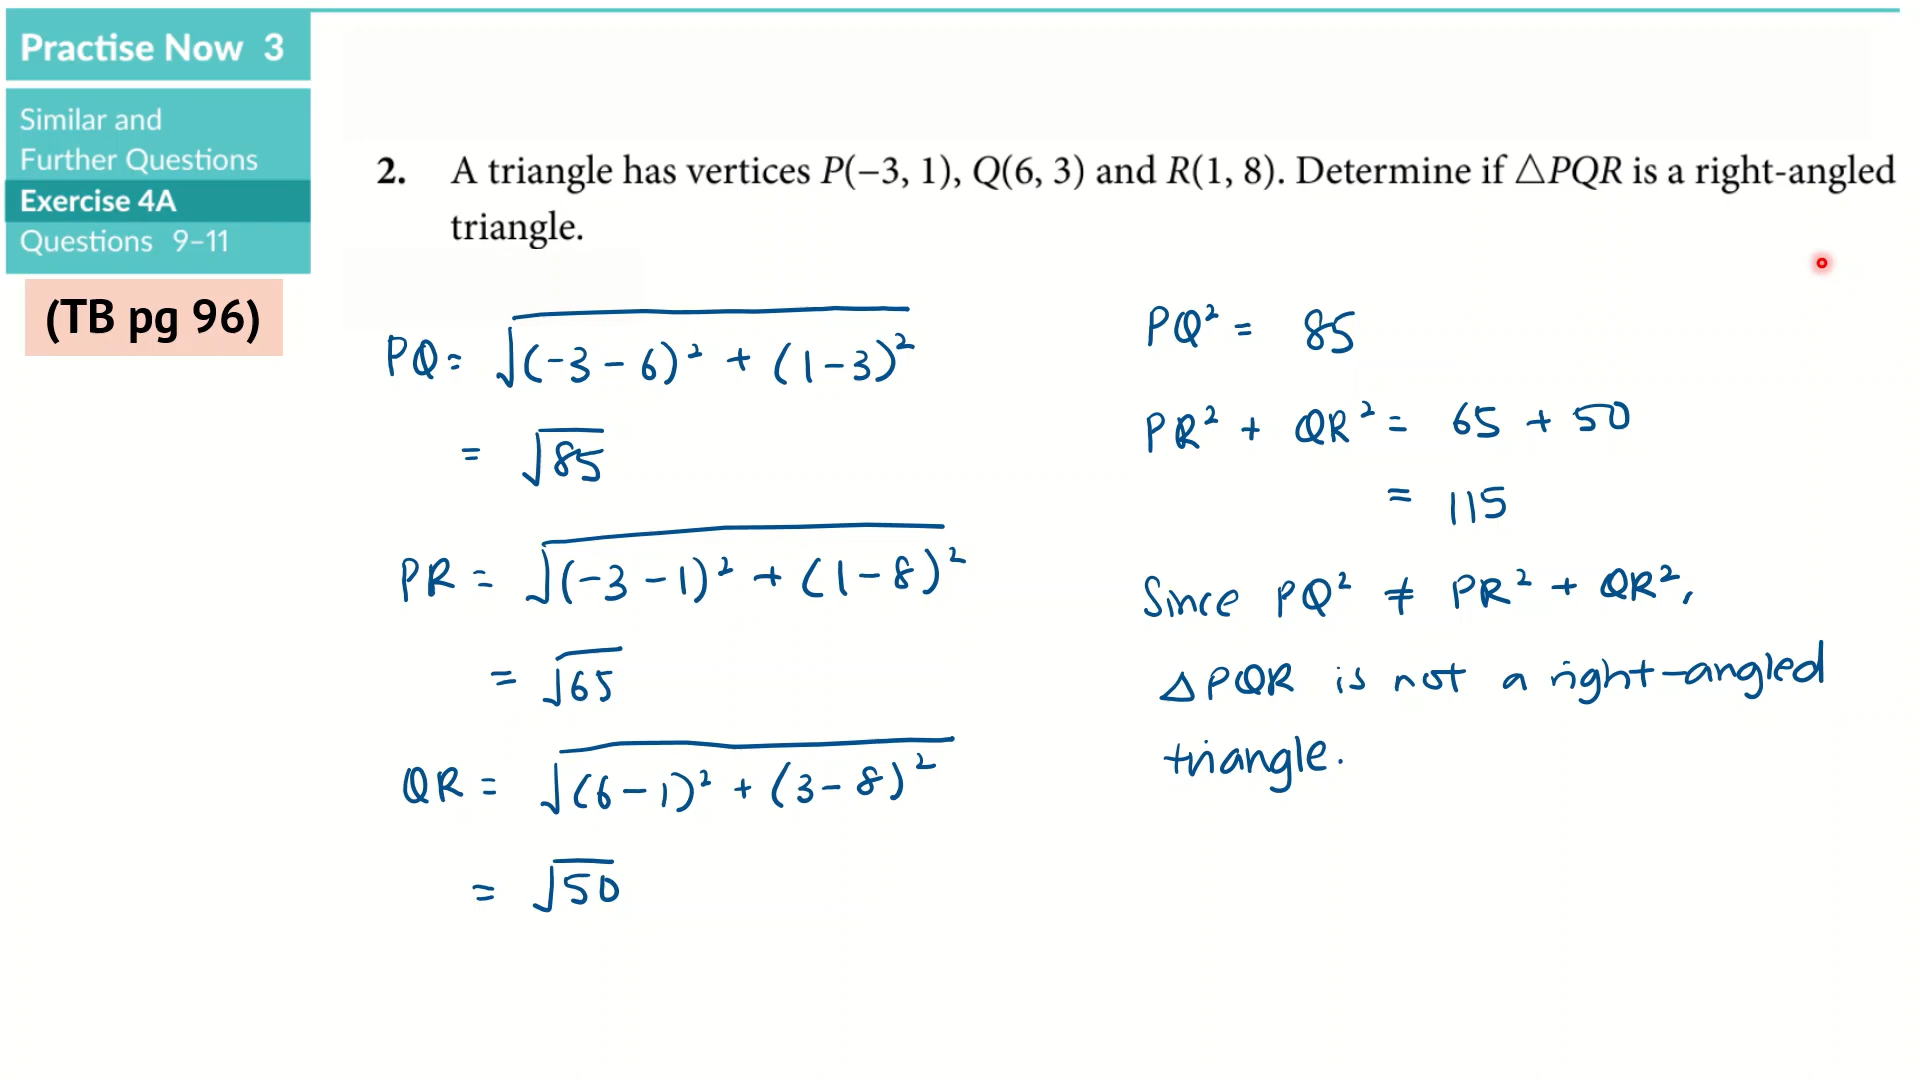 Practise Now 3
Similar and
Further Questions
Exercise 4A
Questions 9–11
(TB pg 96)
2. A triangle has vertices P(−3, 1), Q(6, 3) and R(1, 8). Determine if △PQR is a right-angled
triangle.
PQ = √((-3 - 6)² + (1 - 3)²)
= √85
PR = √((-3 - 1)² + (1 - 8)²)
= √65
QR = √((6 - 1)² + (3 - 8)²)
= √50
PQ² = 85
PR² + QR² = 65 + 50
= 115
Since PQ² ≠ PR² + QR²,
△PQR is not a right-angled
triangle.